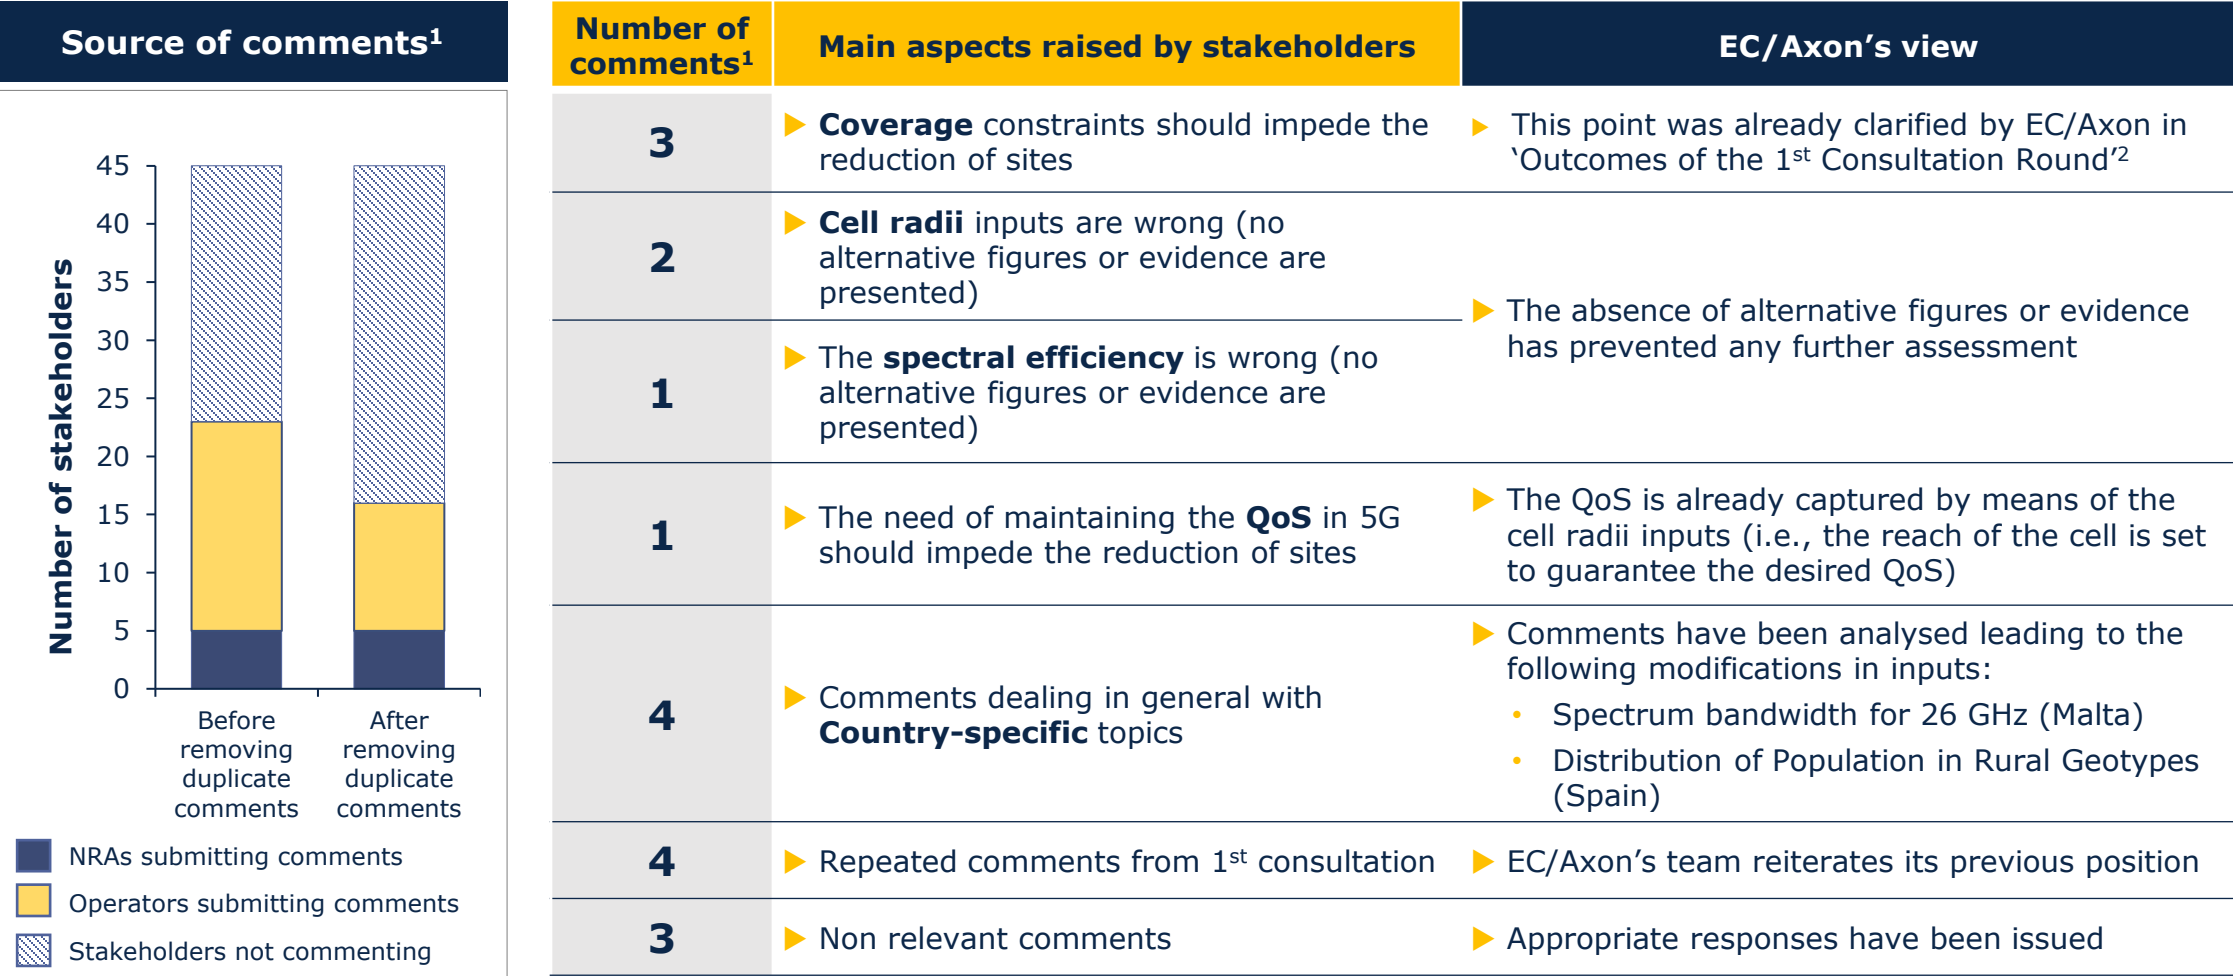 Source of comments¹
Number of stakeholders
45
40
35
30
25
20
15
10
5
0
Before
removing
duplicate
comments
After
removing
duplicate
comments
NRAs submitting comments
Operators submitting comments
Stakeholders not commenting
Number of
comments¹
Main aspects raised by stakeholders
EC/Axon’s view
3
Coverage constraints should impede the
reduction of sites
This point was already clarified by EC/Axon in
‘Outcomes of the 1st Consultation Round’²
2
Cell radii inputs are wrong (no
alternative figures or evidence are
presented)
The absence of alternative figures or evidence
has prevented any further assessment
1
The spectral efficiency is wrong (no
alternative figures or evidence are
presented)
1
The need of maintaining the QoS in 5G
should impede the reduction of sites
The QoS is already captured by means of the
cell radii inputs (i.e., the reach of the cell is set
to guarantee the desired QoS)
4
Comments dealing in general with
Country-specific topics
Comments have been analysed leading to the
following modifications in inputs:
• Spectrum bandwidth for 26 GHz (Malta)
• Distribution of Population in Rural Geotypes
(Spain)
4
Repeated comments from 1st consultation
EC/Axon’s team reiterates its previous position
3
Non relevant comments
Appropriate responses have been issued